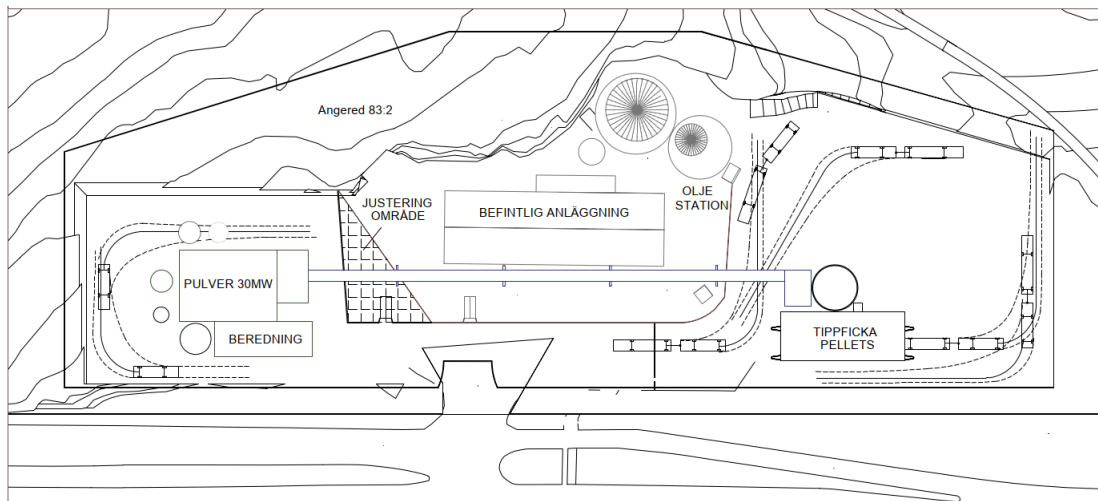 Angered 83:2
JUSTERING
OMRÅDE
BEFINTLIG ANLÄGGNING
OLJE
STATION
PULVER 30MW
BEREDNING
TIPPFICKA
PELLETS